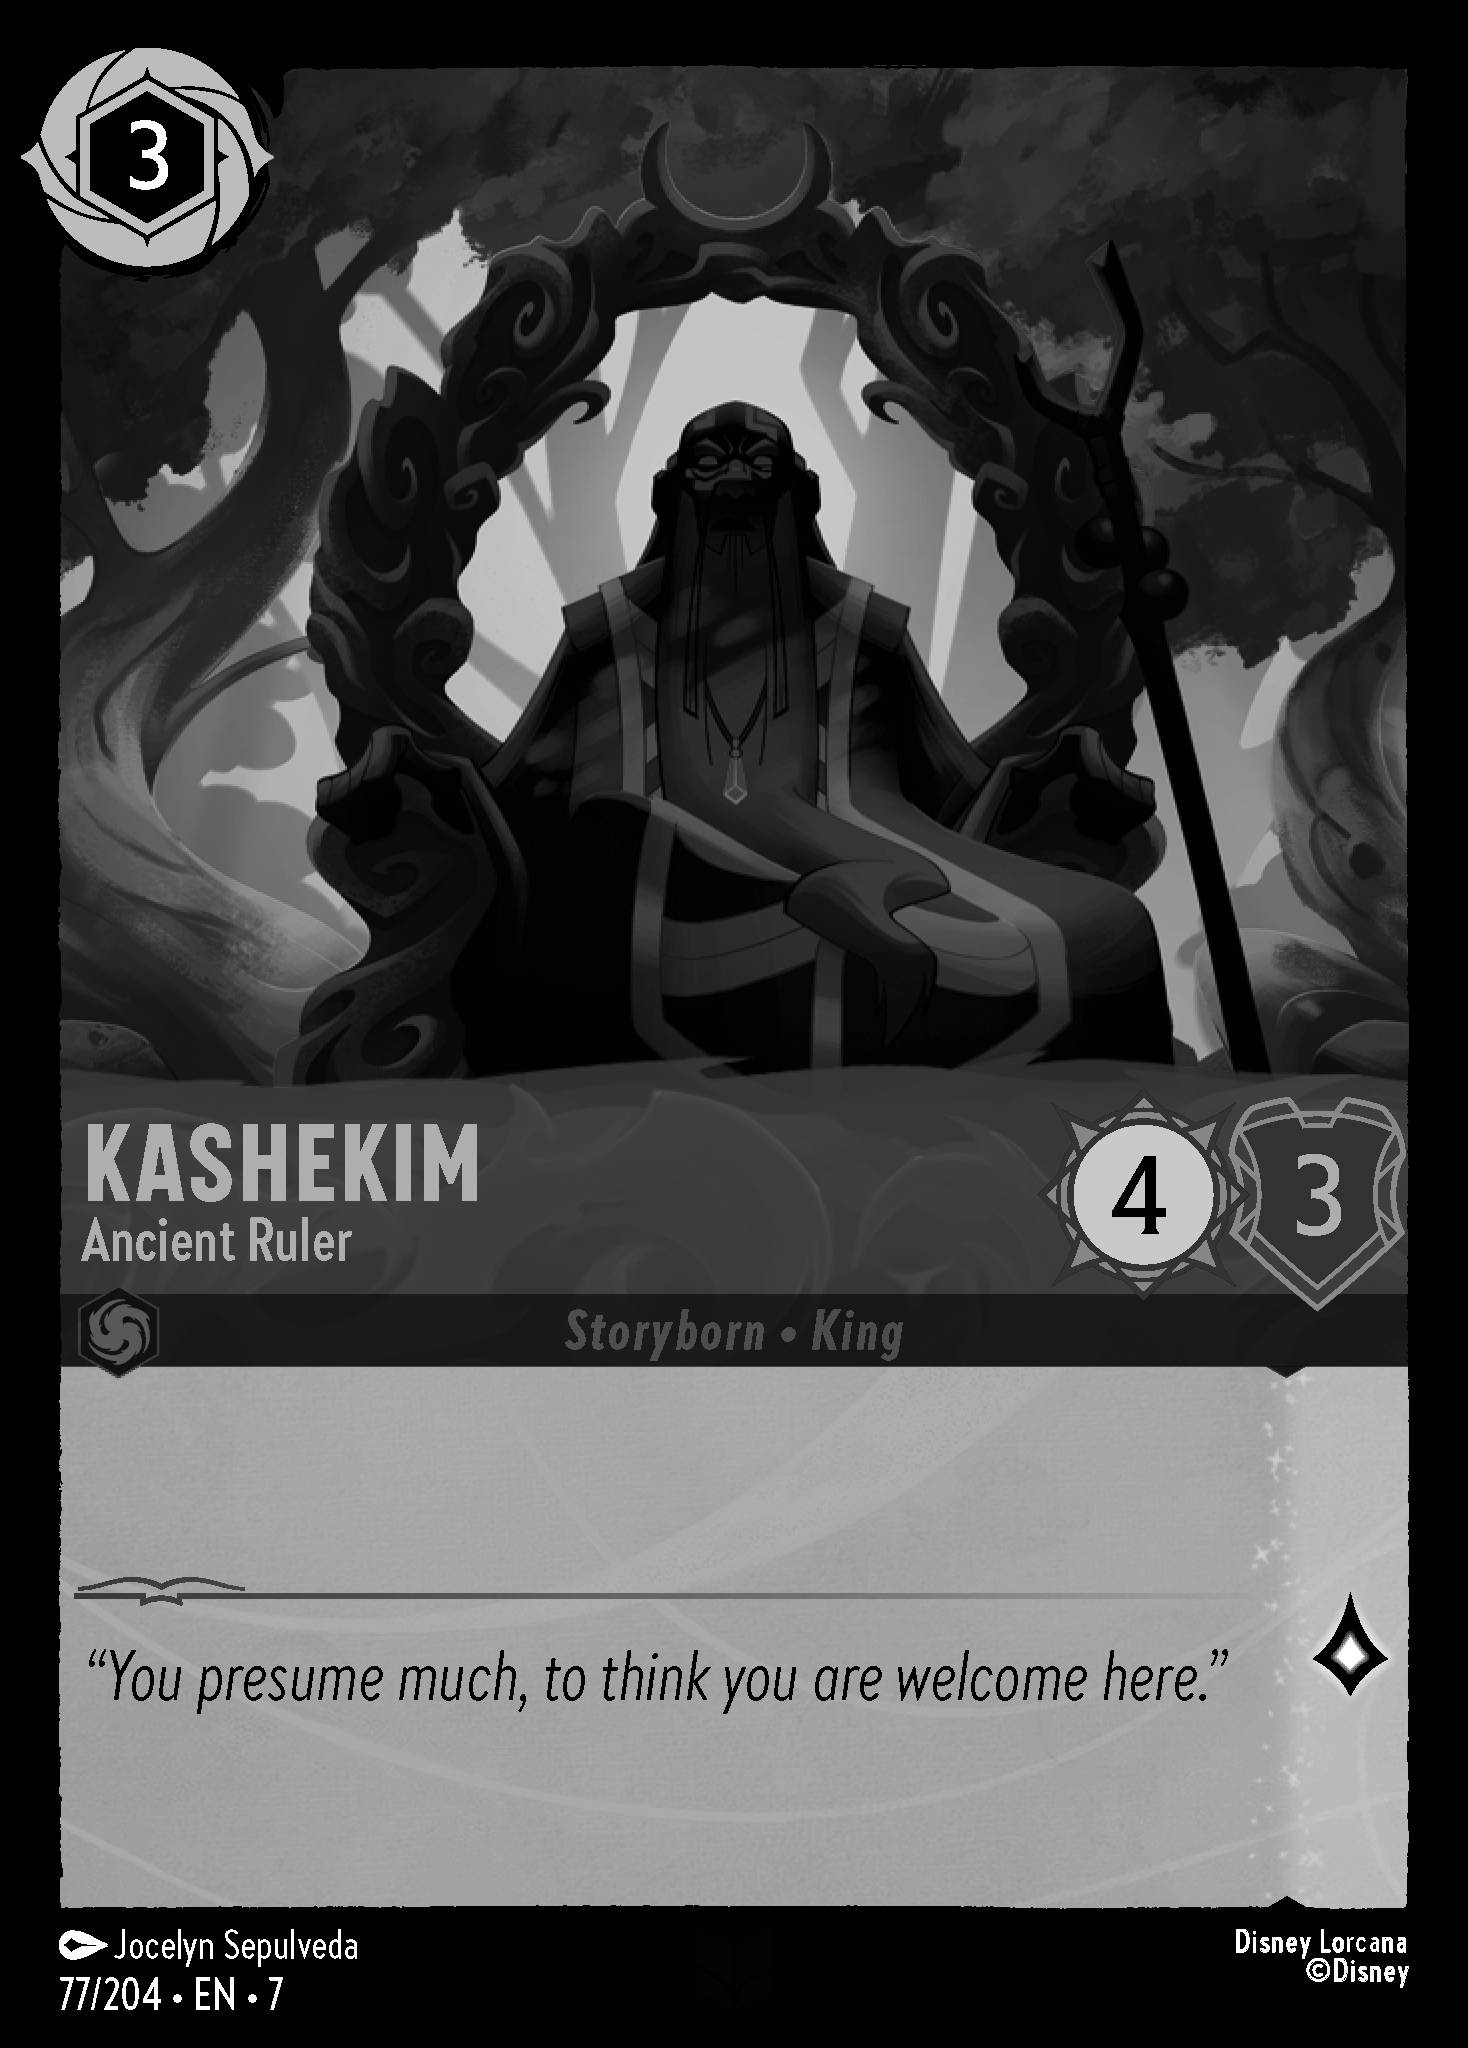 3
KASHEKIM
Ancient Ruler
4
3
Storyborn • King
“You presume much, to think you are welcome here.”
Jocelyn Sepulveda
77/204 • EN • 7
Disney Lorcana
©Disney